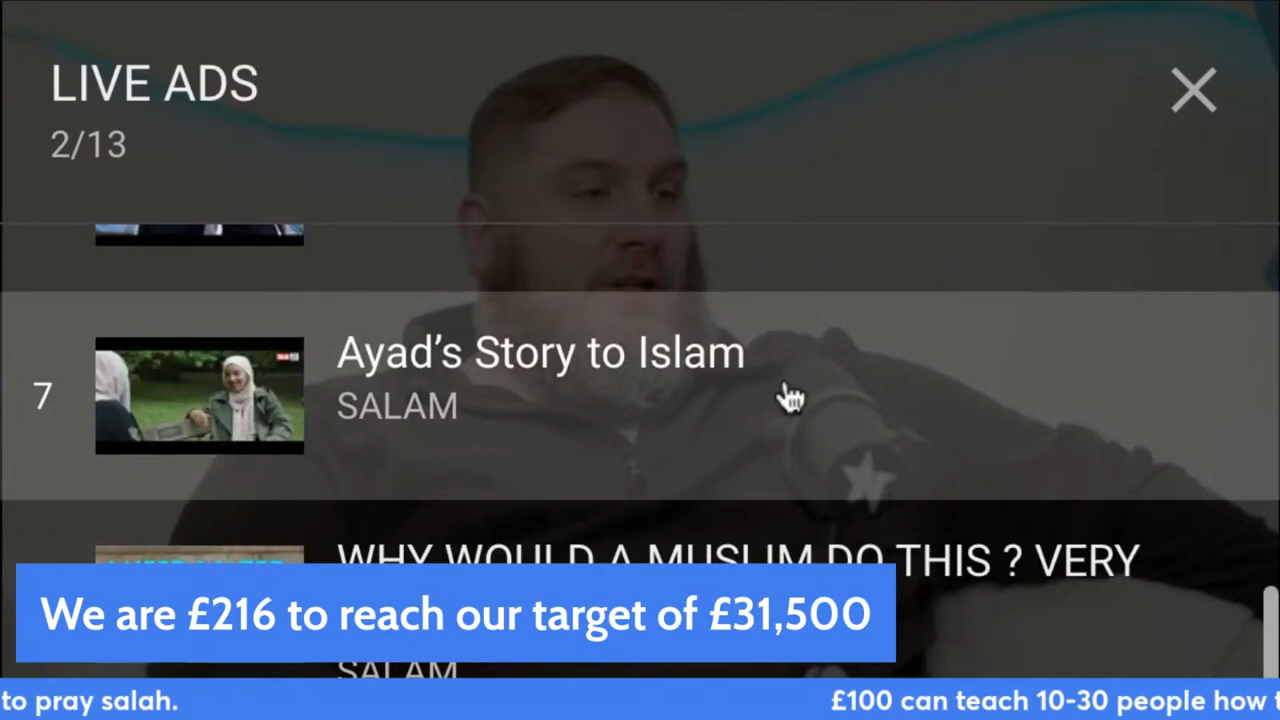 LIVE ADS
2/13
7
Ayad’s Story to Islam
SALAM
WHY WOULD A MUSLIM DO THIS ? VERY
We are £216 to reach our target of £31,500
SALAM
to pray salah.
£100 can teach 10-30 people how